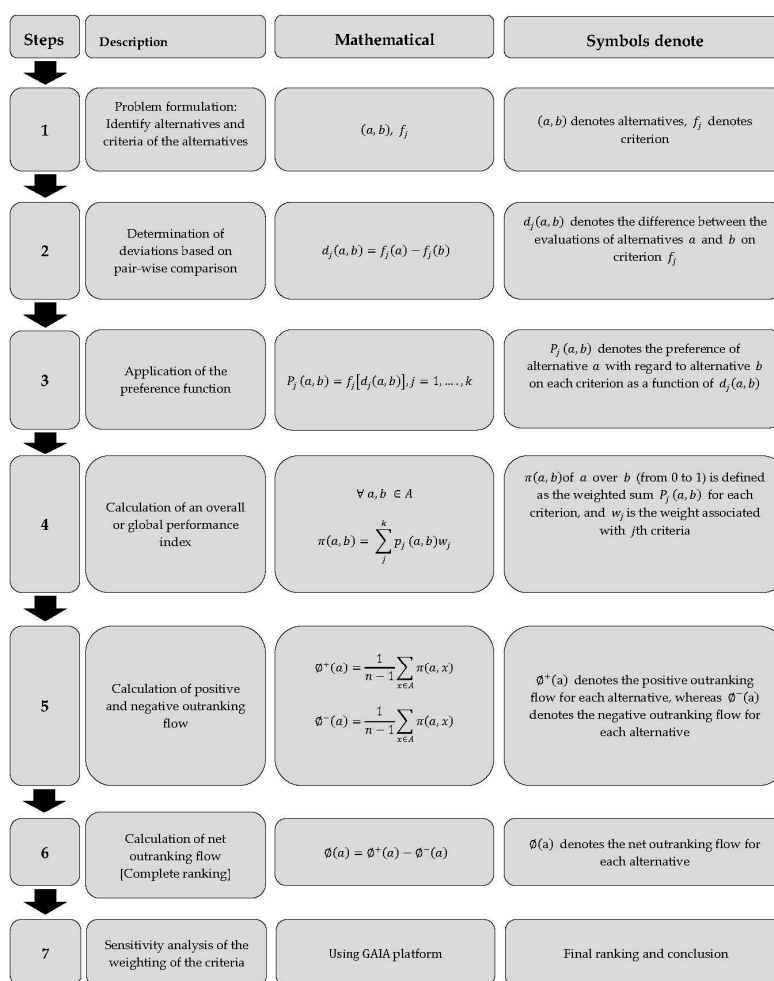 Steps
Description
Mathematical
Symbols denote
1
Problem formulation:
Identify alternatives and
criteria of the alternatives
(a, b), f_j
(a, b) denotes alternatives, f_j denotes
criterion
2
Determination of
deviations based on
pair-wise comparison
d_j(a, b) = f_j(a) − f_j(b)
d_j(a, b) denotes the difference between the
evaluations of alternatives a and b on
criterion f_j
3
Application of the
preference function
P_j (a, b) = f_j[d_j(a, b)], j = 1, … . , k
P_j (a, b) denotes the preference of
alternative a with regard to alternative b
on each criterion as a function of d_j(a, b)
4
Calculation of an overall
or global performance
index
∀ a, b ∈ A
π(a, b) = ∑_j^k p_j (a, b)w_j
π(a, b)of a over b (from 0 to 1) is defined
as the weighted sum P_j (a, b) for each
criterion, and w_j is the weight associated
with jth criteria
5
Calculation of positive
and negative outranking
flow
∅⁺(a) = 1/(n − 1) ∑_{x∈A} π(a, x)
∅⁻(a) = 1/(n − 1) ∑_{x∈A} π(a, x)
∅⁺(a) denotes the positive outranking
flow for each alternative, whereas ∅⁻(a)
denotes the negative outranking flow for
each alternative
6
Calculation of net
outranking flow
[Complete ranking]
∅(a) = ∅⁺(a) − ∅⁻(a)
∅(a) denotes the net outranking flow for
each alternative
7
Sensitivity analysis of the
weighting of the criteria
Using GAIA platform
Final ranking and conclusion